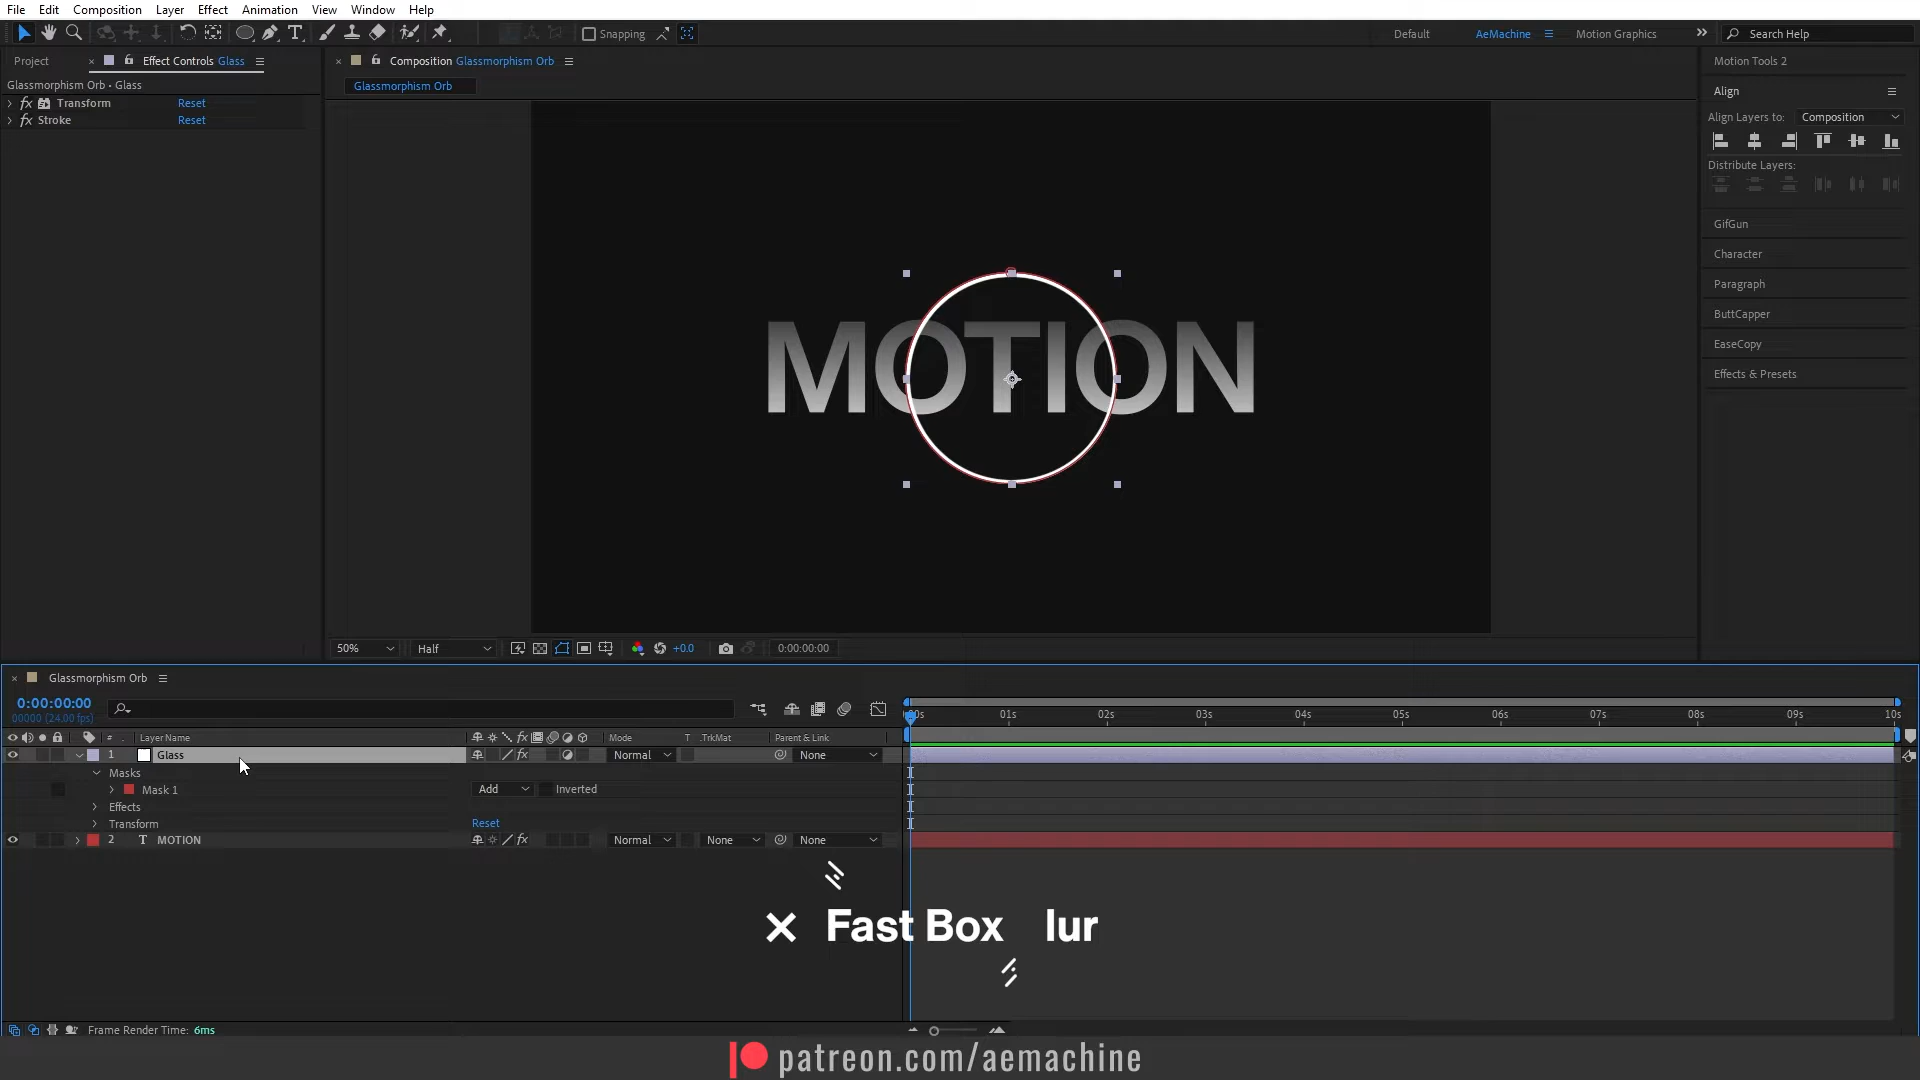 File Edit Composition Layer Effect Animation View Window Help
Snapping
Default AeMachine Motion Graphics Search Help
Project Effect Controls Glass
Composition Glassmorphism Orb
Glassmorphism Orb • Glass
Glassmorphism Orb
fx Transform Reset
fx Stroke Reset
MOTION
Motion Tools 2
Align
Align Layers to: Composition
Distribute Layers:
GifGun
Character
Paragraph
ButtCapper
EaseCopy
Effects & Presets
50% Half +0.0 0:00:00:00
Glassmorphism Orb
0:00:00:00
00000 (24.00 fps)
:00s 01s 02s 03s 04s 05s 06s 07s 08s 09s 10s
# Layer Name fx Mode T .TrkMat Parent & Link
1 Glass fx Normal None
Masks
Mask 1 Add Inverted
Effects
Transform Reset
2 T MOTION fx Normal None None
Fast Box lur
Frame Render Time: 6ms
patreon.com/aemachine